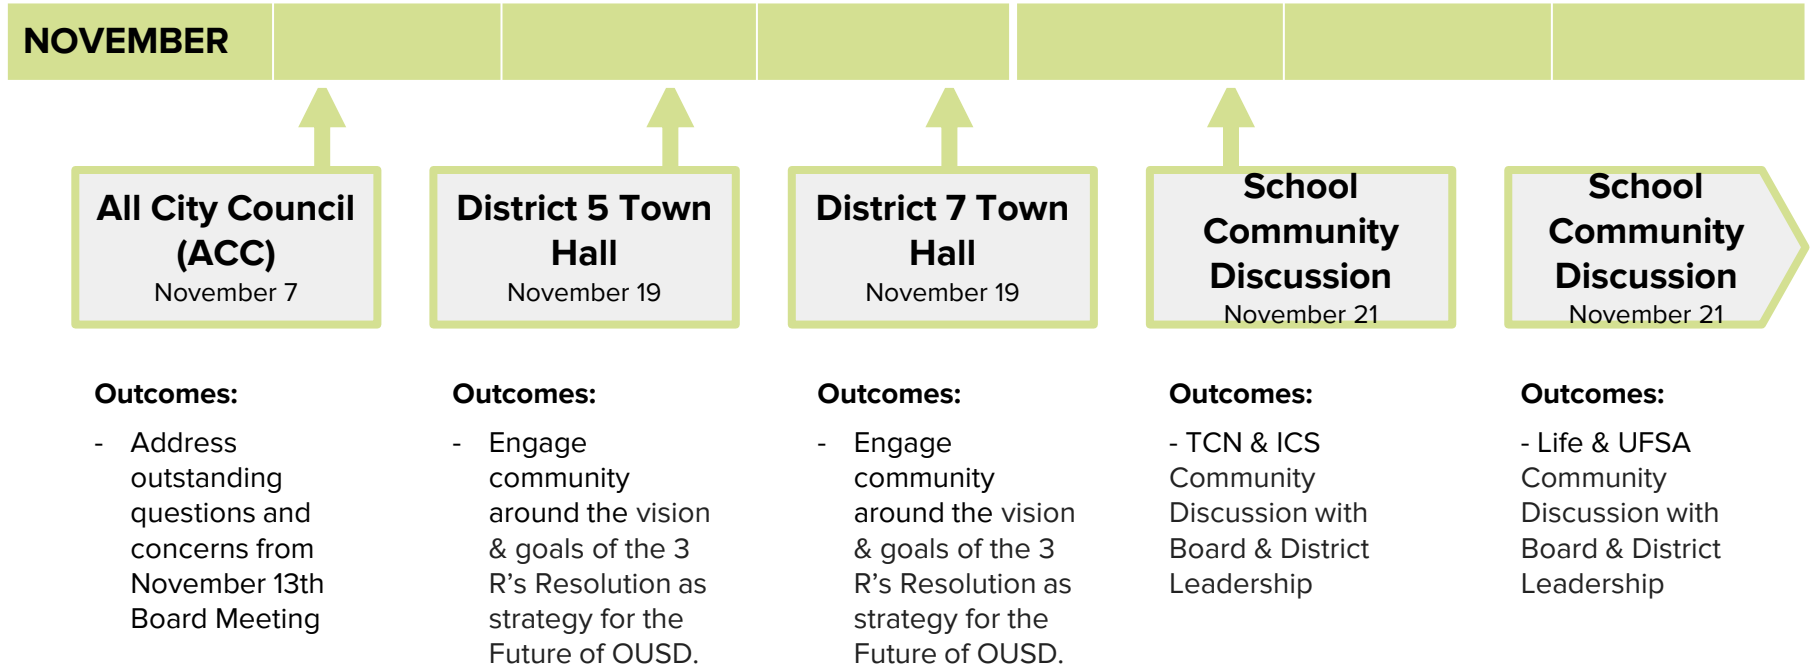 NOVEMBER
All City Council
(ACC)
November 7
District 5 Town
Hall
November 19
District 7 Town
Hall
November 19
School
Community
Discussion
November 21
School
Community
Discussion
November 21
Outcomes:
- Address
outstanding
questions and
concerns from
November 13th
Board Meeting
Outcomes:
- Engage
community
around the vision
& goals of the 3
R’s Resolution as
strategy for the
Future of OUSD.
Outcomes:
- Engage
community
around the vision
& goals of the 3
R’s Resolution as
strategy for the
Future of OUSD.
Outcomes:
- TCN & ICS
Community
Discussion with
Board & District
Leadership
Outcomes:
- Life & UFSA
Community
Discussion with
Board & District
Leadership